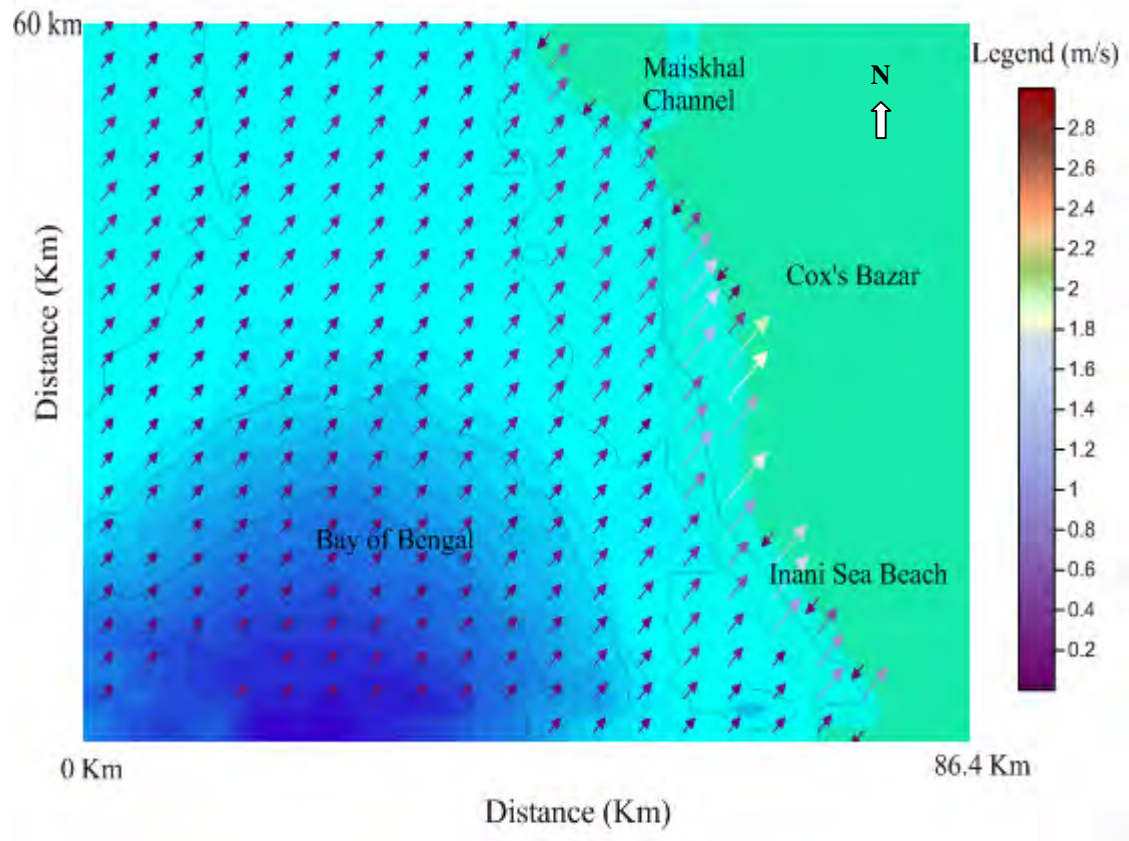 60 km
Legend (m/s)
Maiskhal
Channel
N
2.8
2.6
2.4
2.2
2
1.8
1.6
1.4
1.2
1
0.8
0.6
0.4
0.2
Distance (Km)
Cox's Bazar
Bay of Bengal
Inani Sea Beach
0 Km
86.4 Km
Distance (Km)